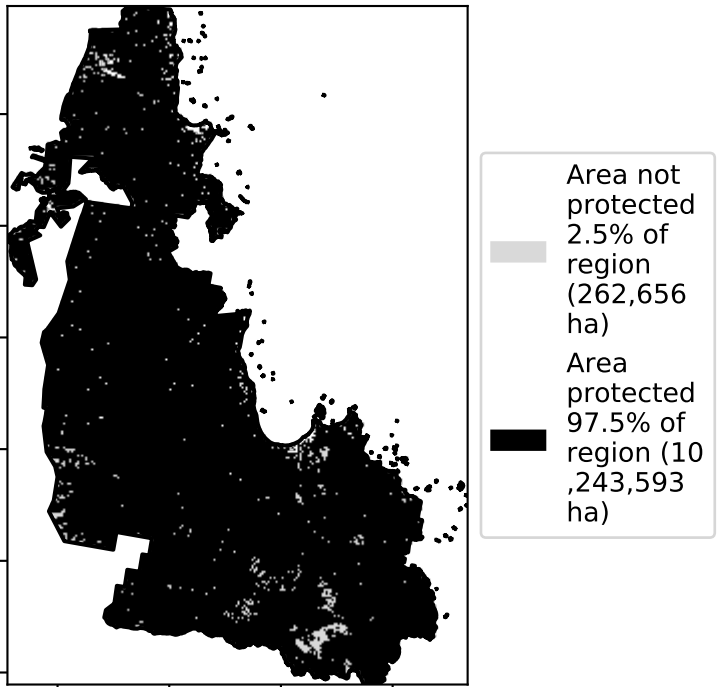 Area not
protected
2.5% of
region
(262,656
ha)
Area
protected
97.5% of
region (10
,243,593
ha)